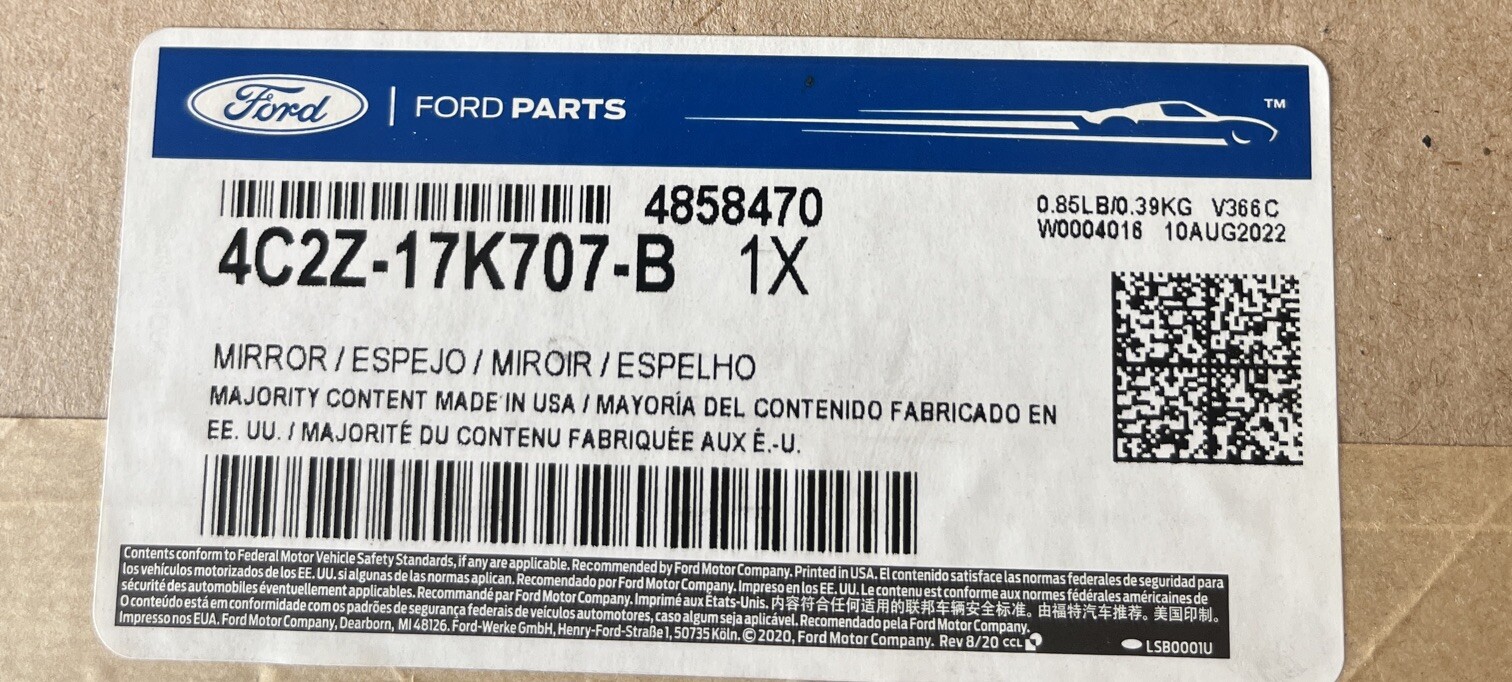 Ford | FORD PARTS ™
4858470
4C2Z-17K707-B 1X
0.85LB/0.39KG V366C
W0004016 10AUG2022
MIRROR / ESPEJO / MIROIR / ESPELHO
MAJORITY CONTENT MADE IN USA / MAYORÍA DEL CONTENIDO FABRICADO EN
EE. UU. / MAJORITÉ DU CONTENU FABRIQUÉE AUX É.-U.
Contents conform to Federal Motor Vehicle Safety Standards, if any are applicable. Recommended by Ford Motor Company. Printed in USA. El contenido satisface las normas federales de seguridad para
los vehículos motorizados de los EE. UU. si algunas de las normas aplican. Recomendado por Ford Motor Company. Impreso en los EE. UU. Le contenu est conforme aux normes fédérales américaines de
sécurité des automobiles éventuellement applicables. Recommandé par Ford Motor Company. Imprimé aux États-Unis. 内容符合任何适用的联邦车辆安全标准。由福特汽车推荐。美国印制。
O conteúdo está em conformidade com os padrões de segurança federais de veículos automotores, caso algum seja aplicável. Recomendado pela Ford Motor Company.
Impresso nos EUA. Ford Motor Company, Dearborn, MI 48126. Ford-Werke GmbH, Henry-Ford-Straße 1, 50735 Köln. © 2020, Ford Motor Company. Rev 8/20 CCL
LSB0001U